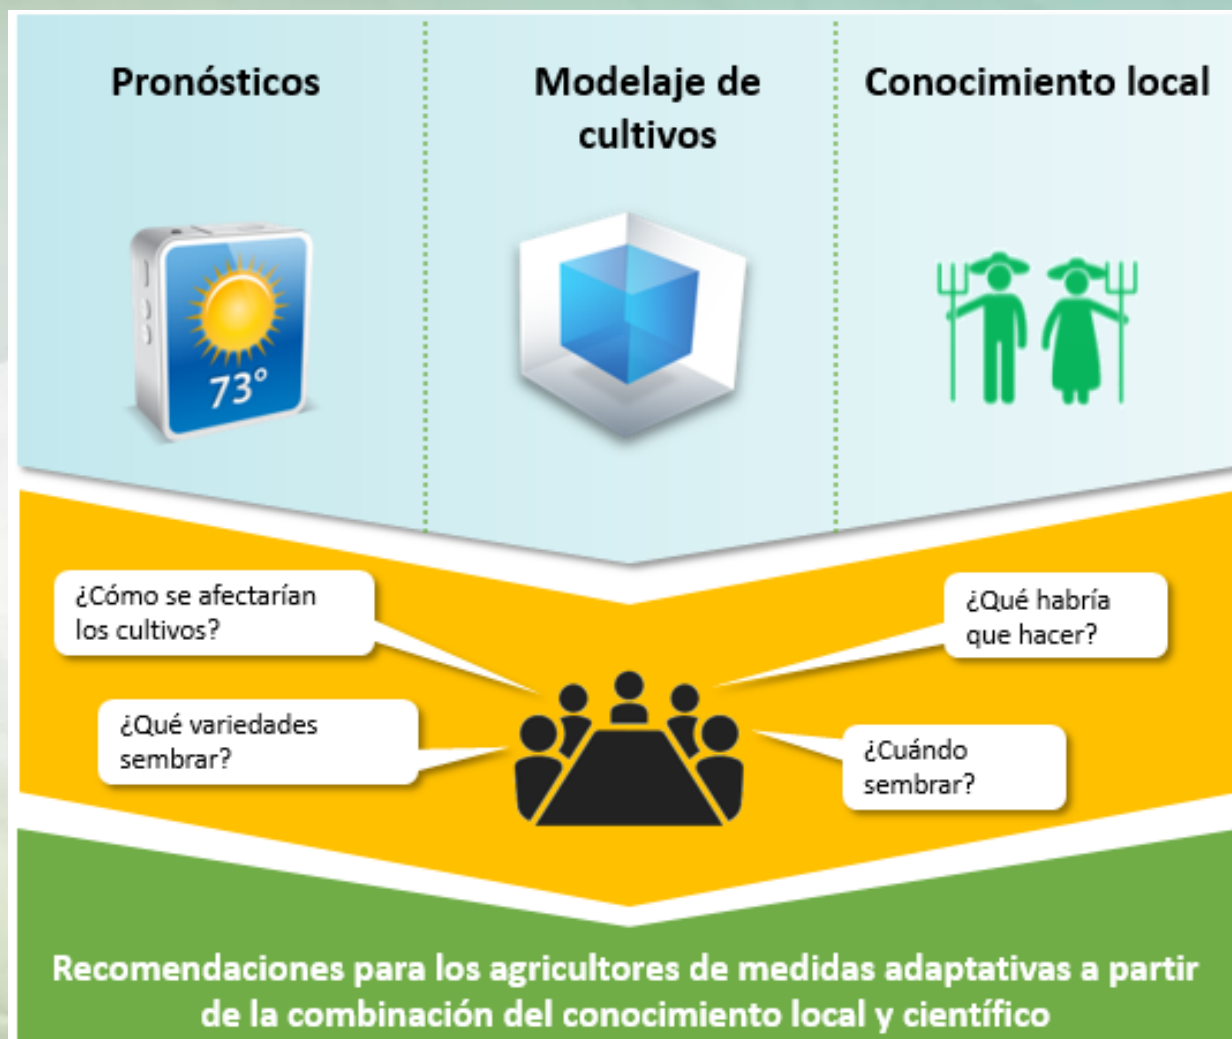 Pronósticos
Modelaje de
cultivos
Conocimiento local
73°
¿Cómo se afectarían
los cultivos?
¿Qué habría
que hacer?
¿Qué variedades
sembrar?
¿Cuándo
sembrar?
Recomendaciones para los agricultores de medidas adaptativas a partir
de la combinación del conocimiento local y científico